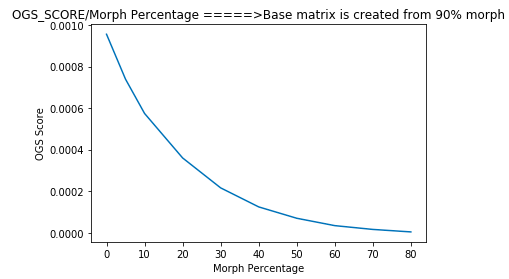 OGS_SCORE/Morph Percentage =====>Base matrix is created from 90% morph
0.0010
0.0008
0.0006
0.0004
0.0002
0.0000
OGS Score
0 10 20 30 40 50 60 70 80
Morph Percentage